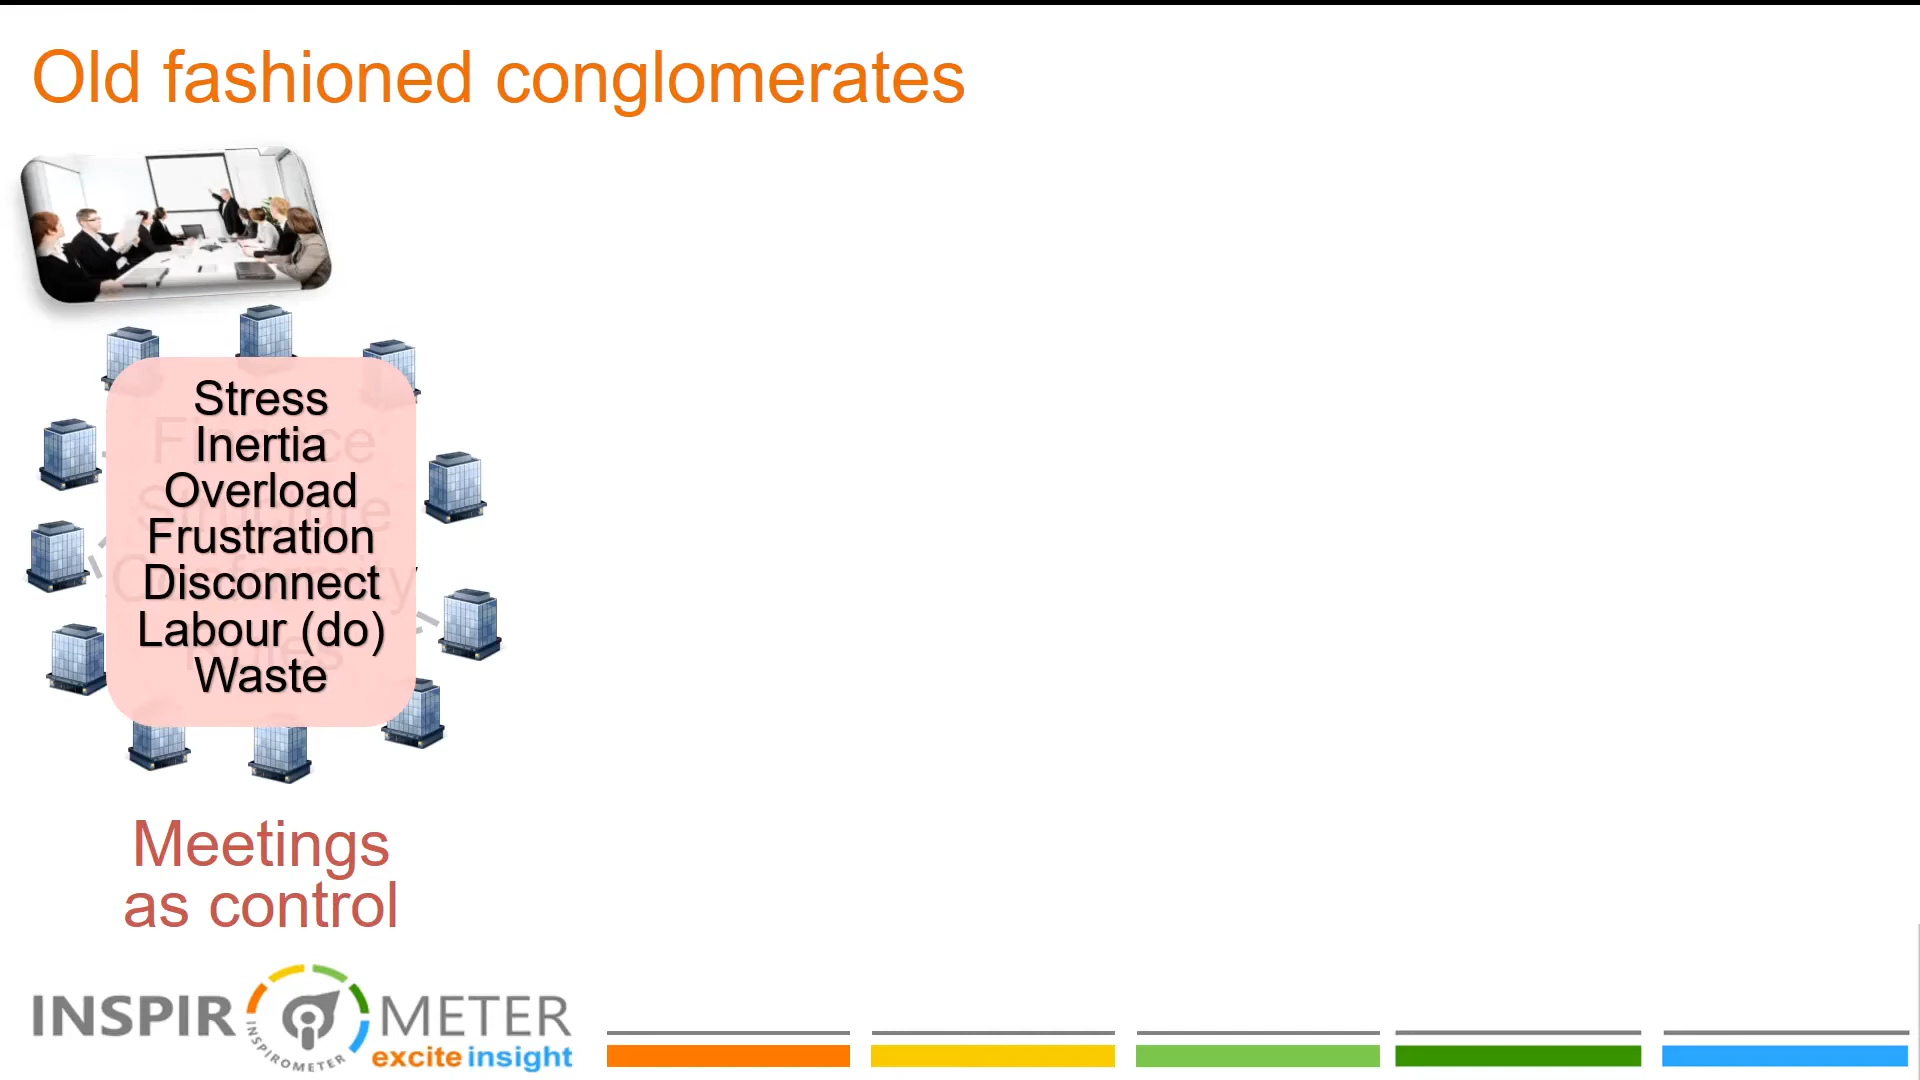 Old fashioned conglomerates
Stress
Inertia
Overload
Frustration
Disconnect
Labour (do)
Waste
Meetings
as control
INSPIR METER
INSPIROMETER
excite insight